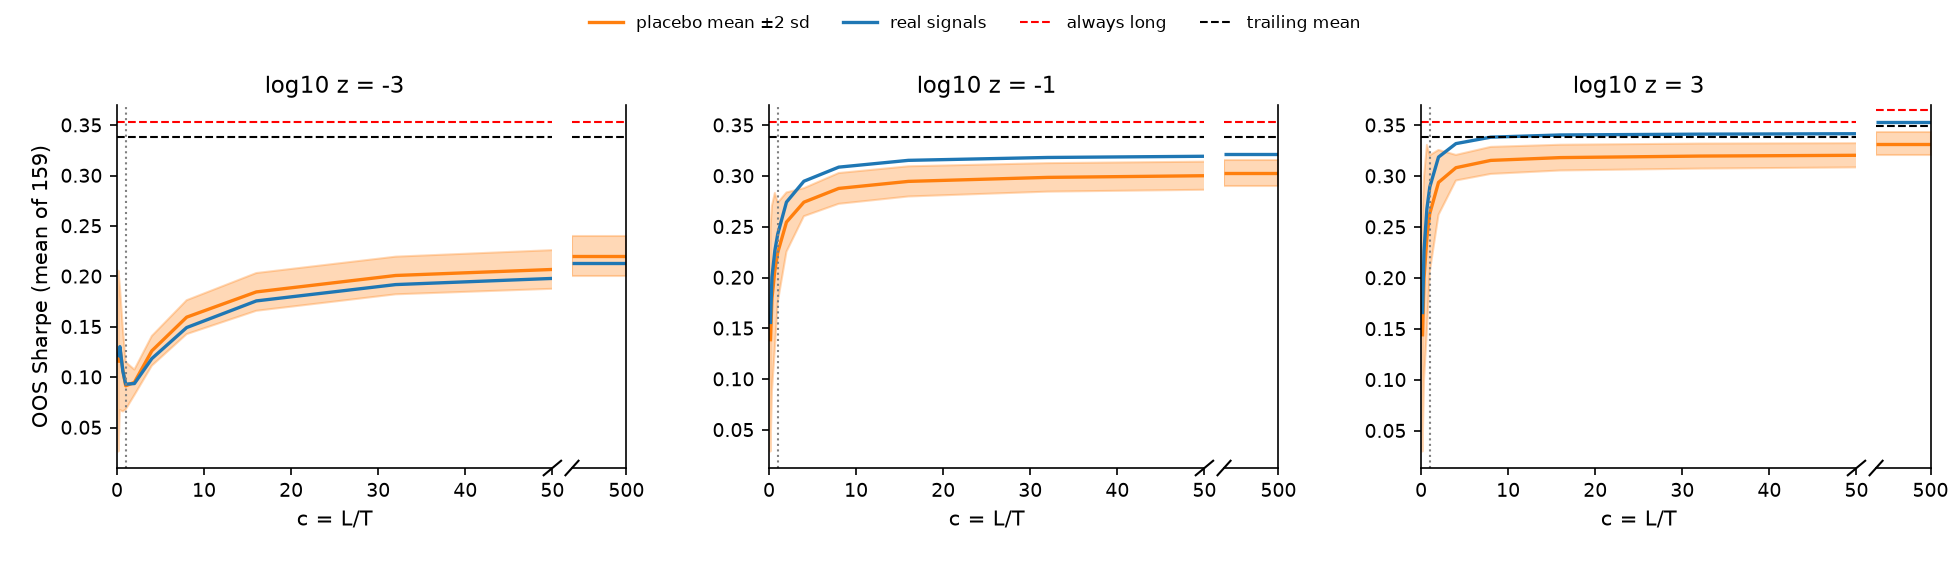 placebo mean ±2 sd real signals always long trailing mean
log10 z = -3
log10 z = -1
log10 z = 3
OOS Sharpe (mean of 159)
0.35
0.30
0.25
0.20
0.15
0.10
0.05
0 10 20 30 40 50 500
c = L/T
0.35
0.30
0.25
0.20
0.15
0.10
0.05
0 10 20 30 40 50 500
c = L/T
0.35
0.30
0.25
0.20
0.15
0.10
0.05
0 10 20 30 40 50 500
c = L/T